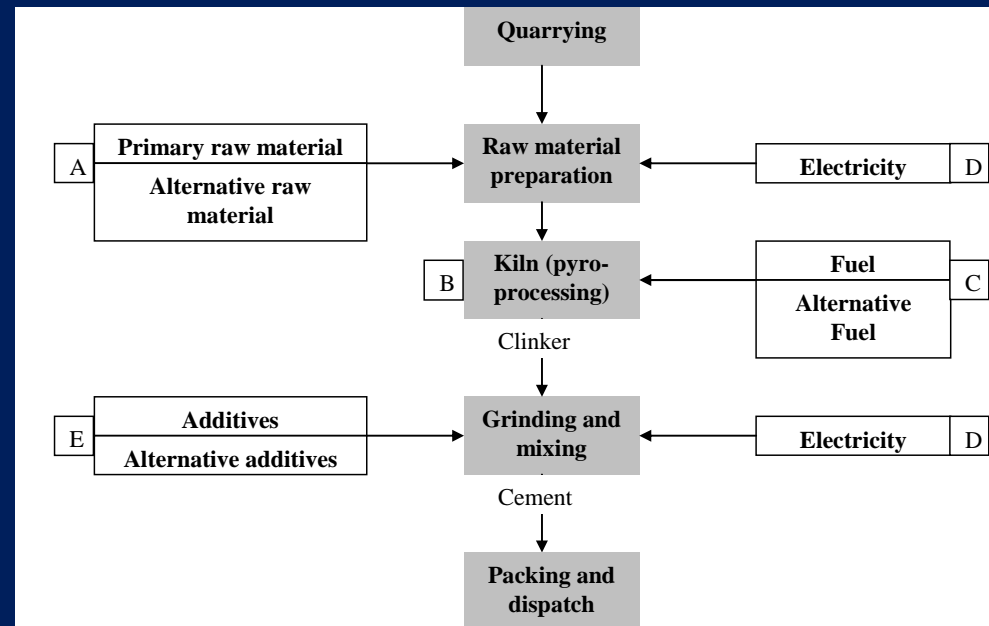 Quarrying
A
Primary raw material
Alternative raw
material
Raw material
preparation
Electricity
D
B
Kiln (pyro-
processing)
Fuel
Alternative
Fuel
C
Clinker
E
Additives
Alternative additives
Grinding and
mixing
Electricity
D
Cement
Packing and
dispatch